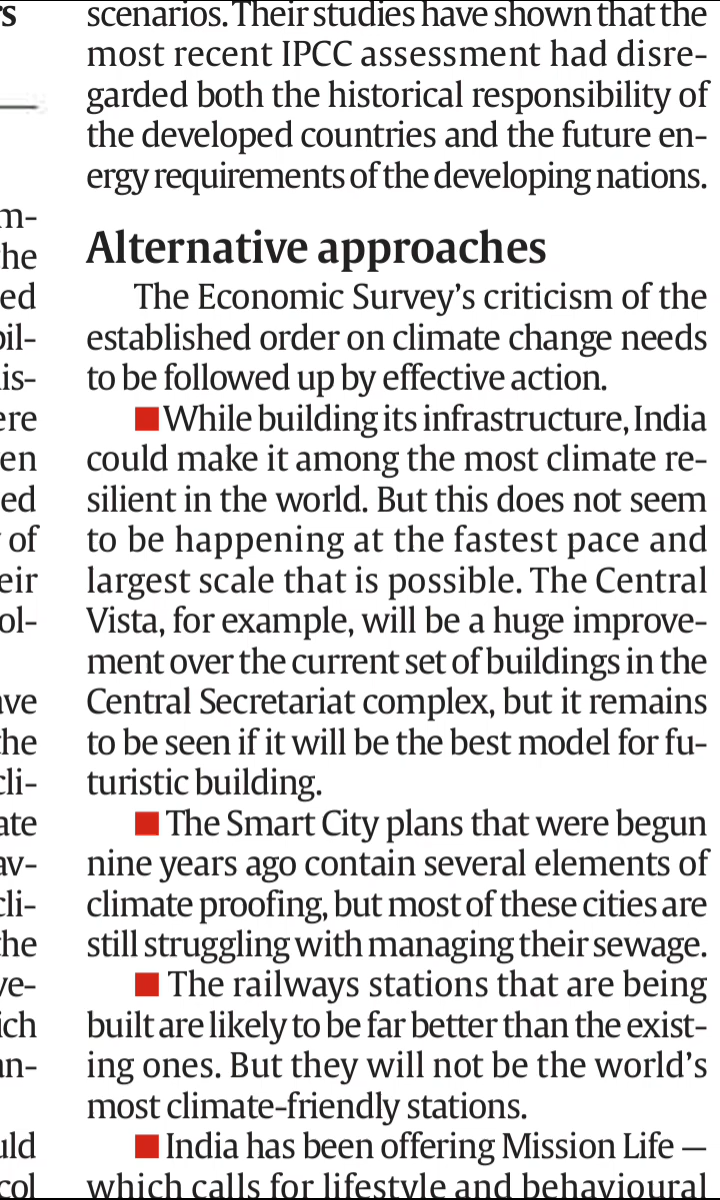 scenarios. Their studies have shown that the
most recent IPCC assessment had disre-
garded both the historical responsibility of
the developed countries and the future en-
ergy requirements of the developing nations.
Alternative approaches
The Economic Survey’s criticism of the
established order on climate change needs
to be followed up by effective action.
■ While building its infrastructure, India
could make it among the most climate re-
silient in the world. But this does not seem
to be happening at the fastest pace and
largest scale that is possible. The Central
Vista, for example, will be a huge improve-
ment over the current set of buildings in the
Central Secretariat complex, but it remains
to be seen if it will be the best model for fu-
turistic building.
■ The Smart City plans that were begun
nine years ago contain several elements of
climate proofing, but most of these cities are
still struggling with managing their sewage.
■ The railways stations that are being
built are likely to be far better than the exist-
ing ones. But they will not be the world’s
most climate-friendly stations.
■ India has been offering Mission Life —
which calls for lifestyle and behavioural